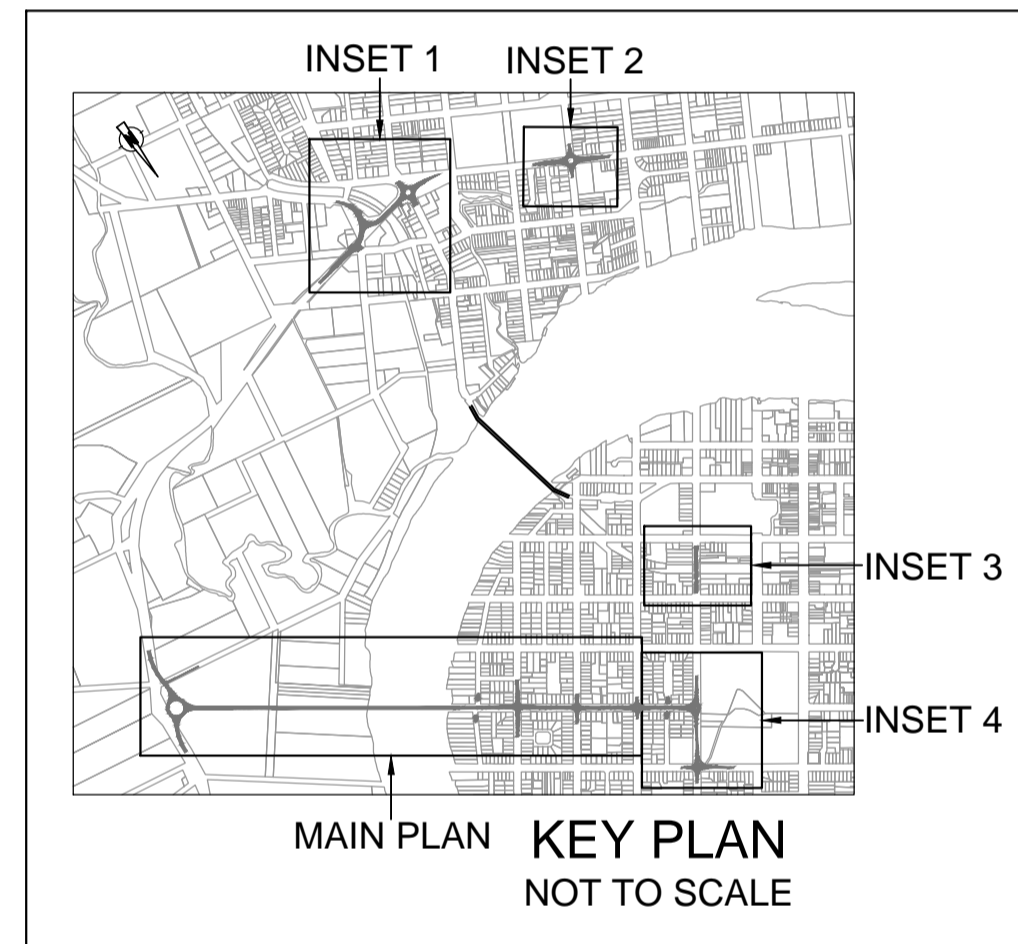 INSET 1
INSET 2
N
INSET 3
INSET 4
MAIN PLAN
KEY PLAN
NOT TO SCALE